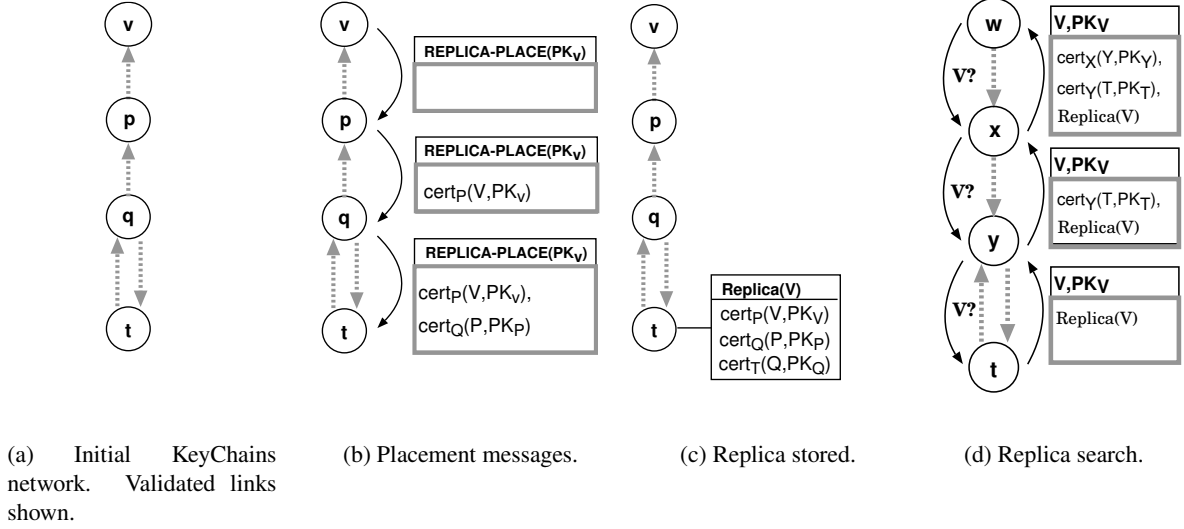 v
p
q
t
(a) Initial KeyChains
network. Validated links
shown.
v
p
q
t
REPLICA-PLACE(PKv)
REPLICA-PLACE(PKv)
certP(V,PKv)
REPLICA-PLACE(PKv)
certP(V,PKv),
certQ(P,PKP)
(b) Placement messages.
v
p
q
t
Replica(V)
certP(V,PKV)
certQ(P,PKP)
certT(Q,PKQ)
(c) Replica stored.
w
V?
x
V?
y
V?
t
V,PKV
certX(Y,PKY),
certY(T,PKT),
Replica(V)
V,PKV
certY(T,PKT),
Replica(V)
V,PKV
Replica(V)
(d) Replica search.